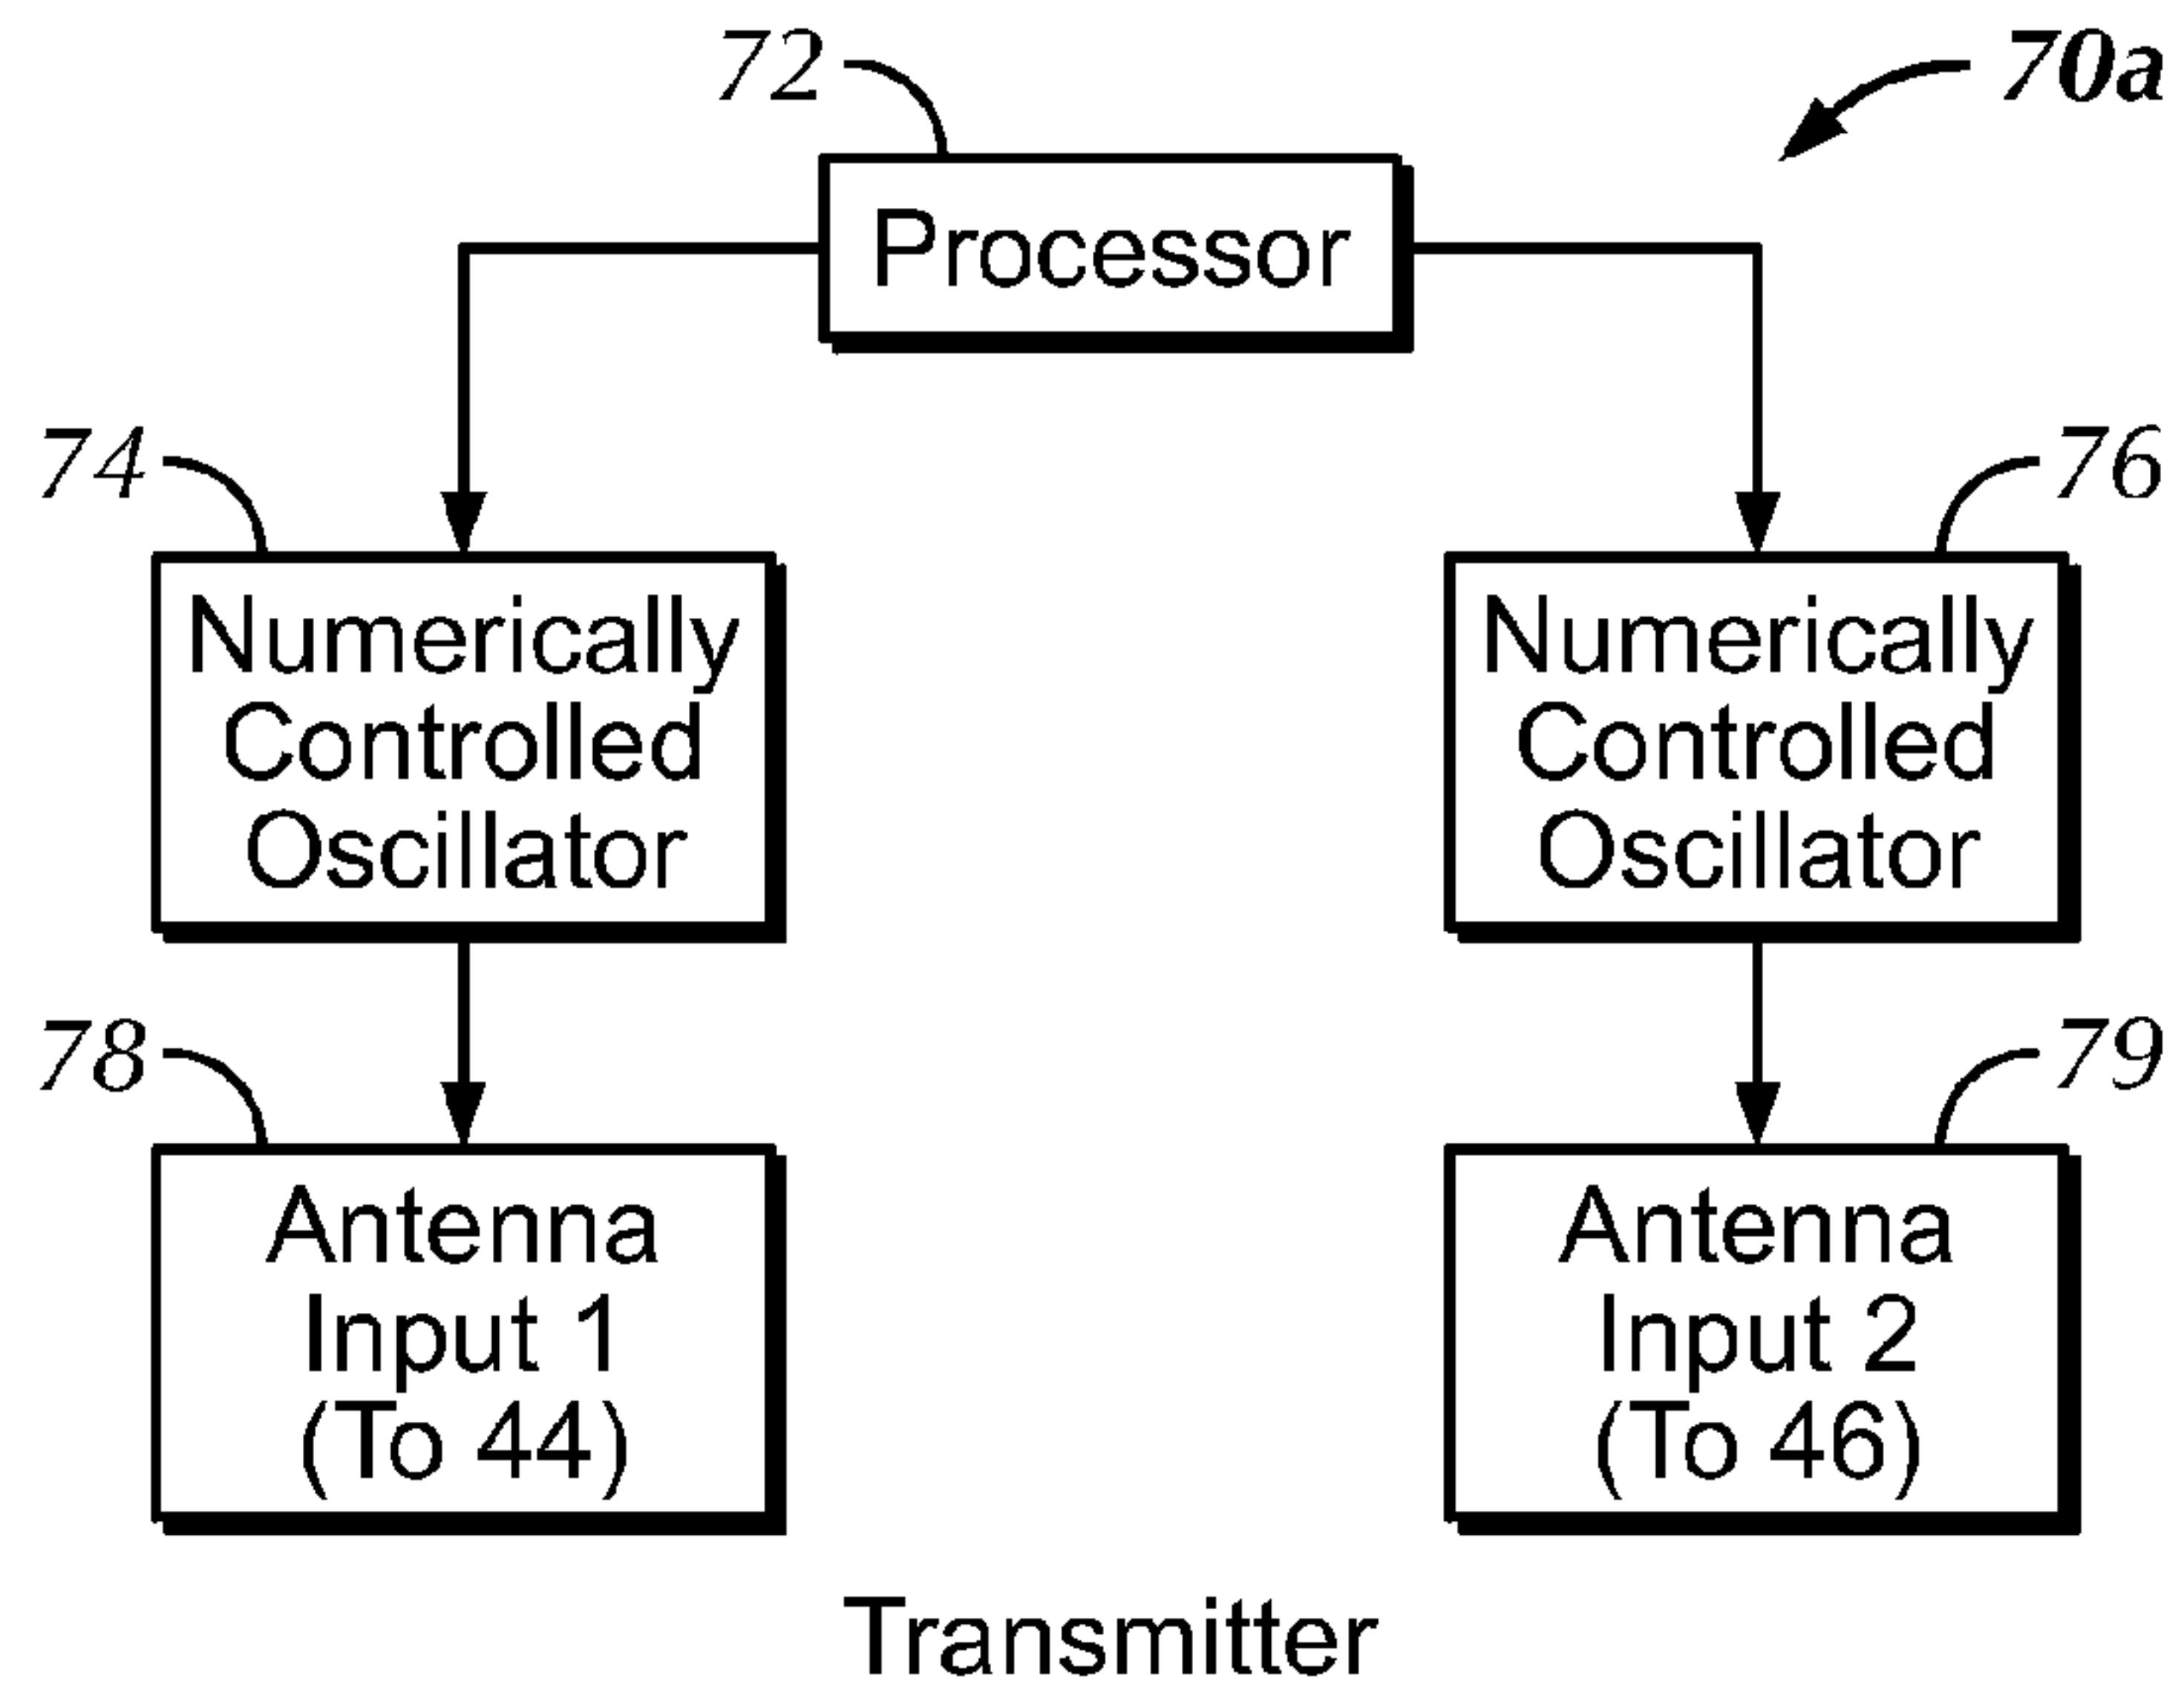 72
70a
Processor
74
76
Numerically
Controlled
Oscillator
Numerically
Controlled
Oscillator
78
79
Antenna
Input 1
(To 44)
Antenna
Input 2
(To 46)
Transmitter